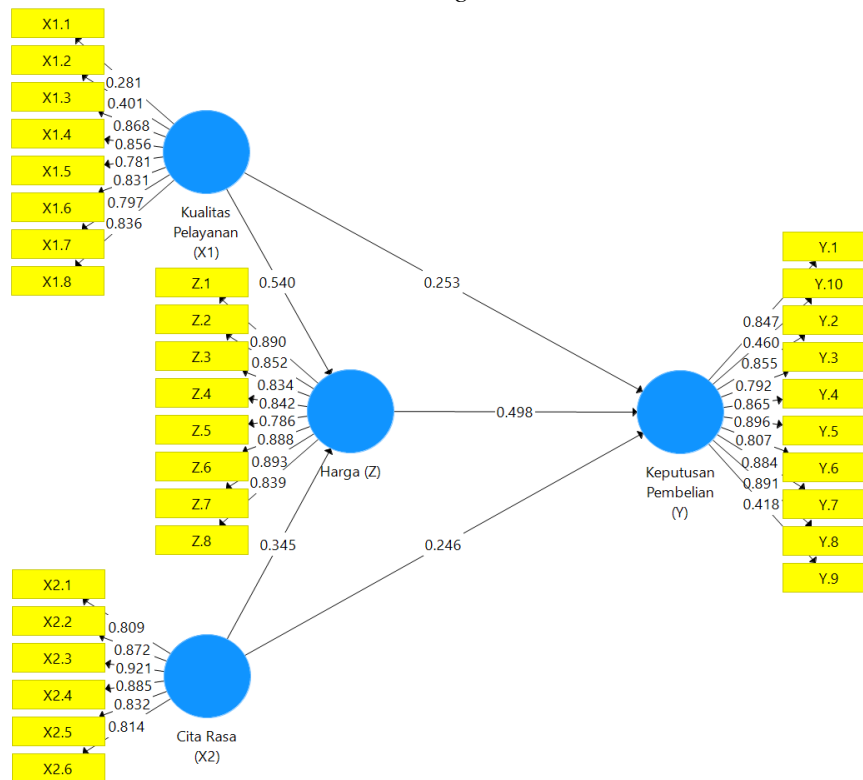 X1.1
X1.2
X1.3
X1.4
X1.5
X1.6
X1.7
X1.8
0.281
0.401
0.868
0.856
0.781
0.831
0.797
0.836
Kualitas
Pelayanan
(X1)
0.540
0.253
Z.1
Z.2
Z.3
Z.4
Z.5
Z.6
Z.7
Z.8
0.890
0.852
0.834
0.842
0.786
0.888
0.893
0.839
Harga (Z)
0.498
0.345
0.246
X2.1
X2.2
X2.3
X2.4
X2.5
X2.6
0.809
0.872
0.921
0.885
0.832
0.814
Cita Rasa
(X2)
Keputusan
Pembelian
(Y)
0.847
0.460
0.855
0.792
0.865
0.896
0.807
0.884
0.891
0.418
Y.1
Y.10
Y.2
Y.3
Y.4
Y.5
Y.6
Y.7
Y.8
Y.9